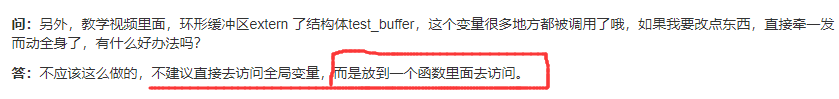 问：另外，教学视频里面，环形缓冲区extern 了结构体test_buffer，这个变量很多地方都被调用了哦，如果我要改点东西，直接牵一发
而动全身了，有什么好办法吗？
答：不应该这么做的，不建议直接去访问全局变量，而是放到一个函数里面去访问。